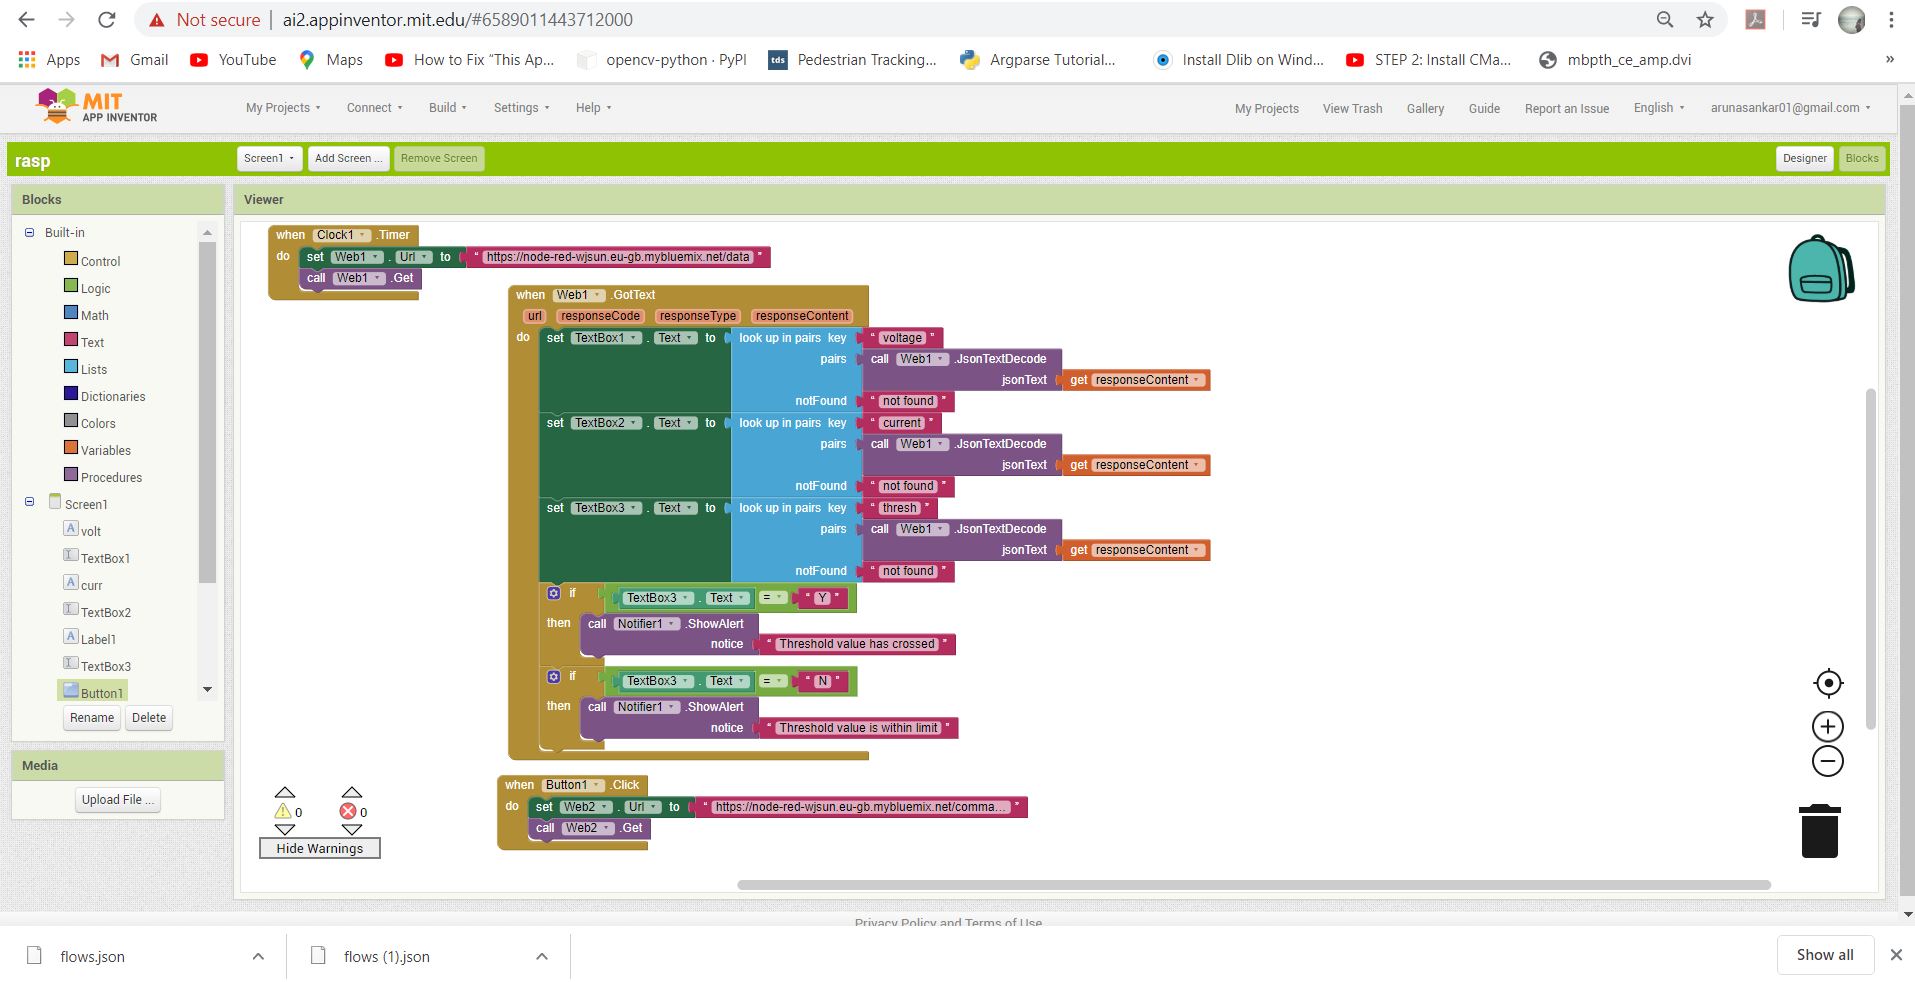 Not secure | ai2.appinventor.mit.edu/#6589011443712000
Apps Gmail YouTube Maps How to Fix “This Ap... opencv-python · PyPI tds Pedestrian Tracking... Argparse Tutorial... Install Dlib on Wind... STEP 2: Install CMa... mbpth_ce_amp.dvi »
MIT APP INVENTOR
My Projects Connect Build Settings Help My Projects View Trash Gallery Guide Report an Issue English arunasankar01@gmail.com
rasp Screen1 Add Screen ... Remove Screen Designer Blocks
Blocks
Built-in
Control
Logic
Math
Text
Lists
Dictionaries
Colors
Variables
Procedures
Screen1
volt
TextBox1
curr
TextBox2
Label1
TextBox3
Button1
Rename Delete
Media
Upload File ...
Viewer
when Clock1 .Timer
do set Web1 . Url to “ https://node-red-wjsun.eu-gb.mybluemix.net/data ”
call Web1 .Get
when Web1 .GotText
url responseCode responseType responseContent
do set TextBox1 . Text to look up in pairs key “ voltage ”
pairs call Web1 .JsonTextDecode
jsonText get responseContent
notFound “ not found ”
set TextBox2 . Text to look up in pairs key “ current ”
pairs call Web1 .JsonTextDecode
jsonText get responseContent
notFound “ not found ”
set TextBox3 . Text to look up in pairs key “ thresh ”
pairs call Web1 .JsonTextDecode
jsonText get responseContent
notFound “ not found ”
if TextBox3 . Text = “ Y ”
then call Notifier1 .ShowAlert
notice “ Threshold value has crossed ”
if TextBox3 . Text = “ N ”
then call Notifier1 .ShowAlert
notice “ Threshold value is within limit ”
when Button1 .Click
do set Web2 . Url to “ https://node-red-wjsun.eu-gb.mybluemix.net/comma... ”
call Web2 .Get
0 0
Hide Warnings
Privacy Policy and Terms of Use
flows.json flows (1).json Show all